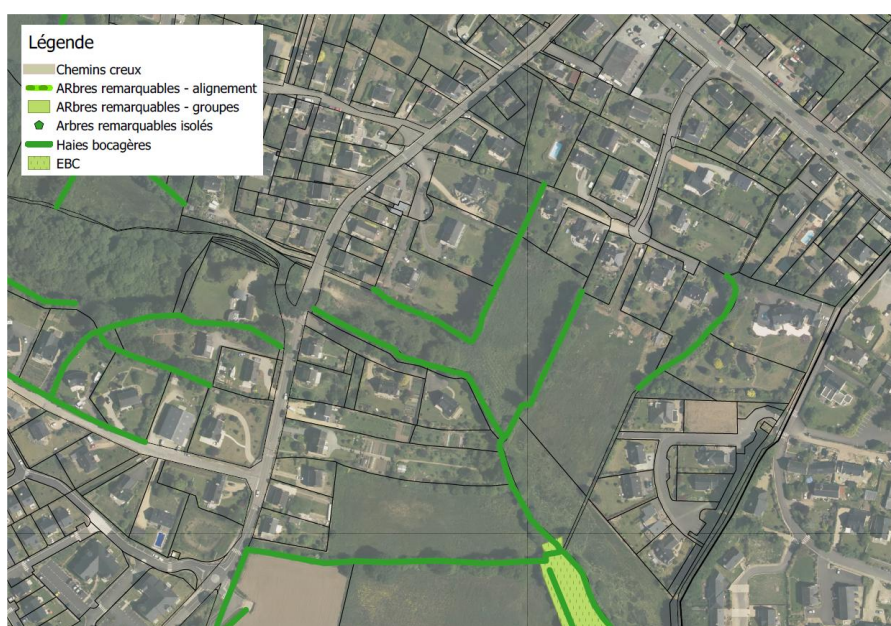 Légende
Chemins creux
ARbres remarquables - alignement
ARbres remarquables - groupes
Arbres remarquables isolés
Haies bocagères
EBC